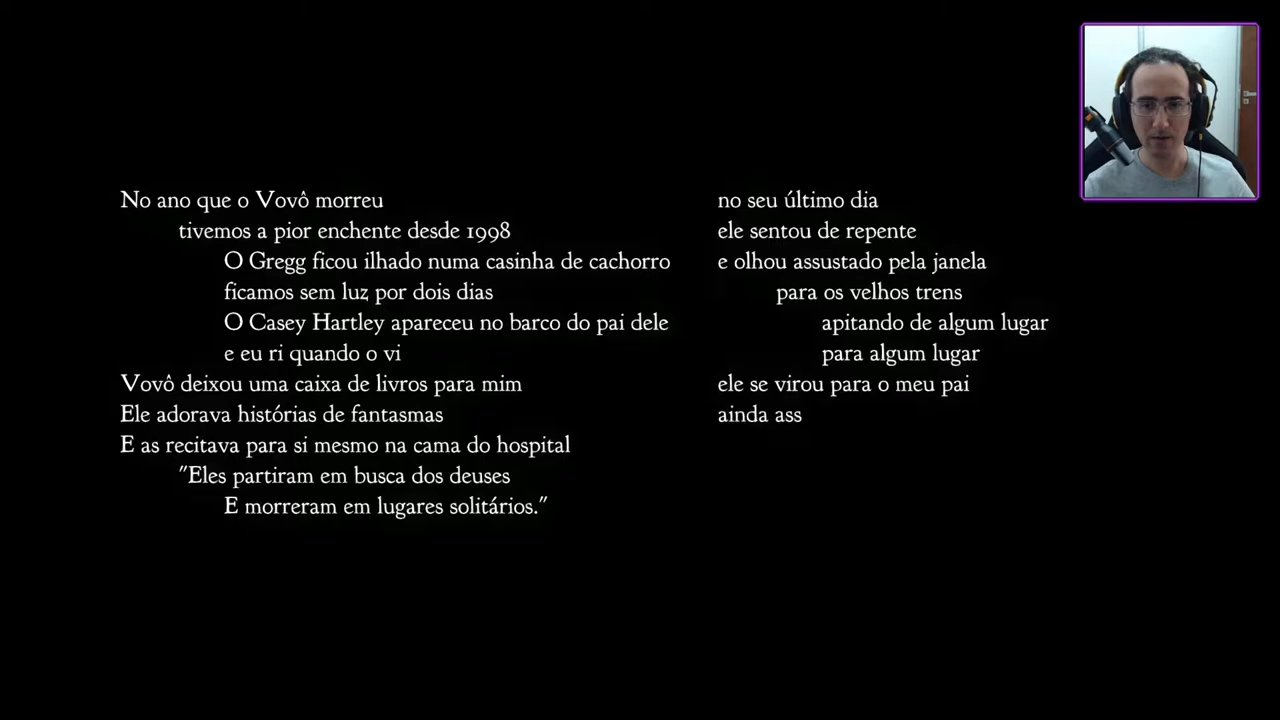 No ano que o Vovô morreu
tivemos a pior enchente desde 1998
O Gregg ficou ilhado numa casinha de cachorro
ficamos sem luz por dois dias
O Casey Hartley apareceu no barco do pai dele
e eu ri quando o vi
Vovô deixou uma caixa de livros para mim
Ele adorava histórias de fantasmas
E as recitava para si mesmo na cama do hospital
"Eles partiram em busca dos deuses
E morreram em lugares solitários."
no seu último dia
ele sentou de repente
e olhou assustado pela janela
para os velhos trens
apitando de algum lugar
para algum lugar
ele se virou para o meu pai
ainda ass